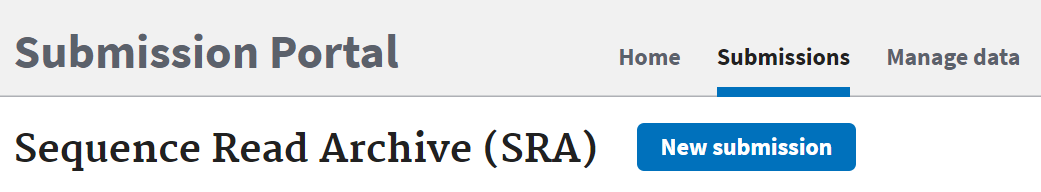 Submission Portal
Home Submissions Manage data
Sequence Read Archive (SRA)
New submission